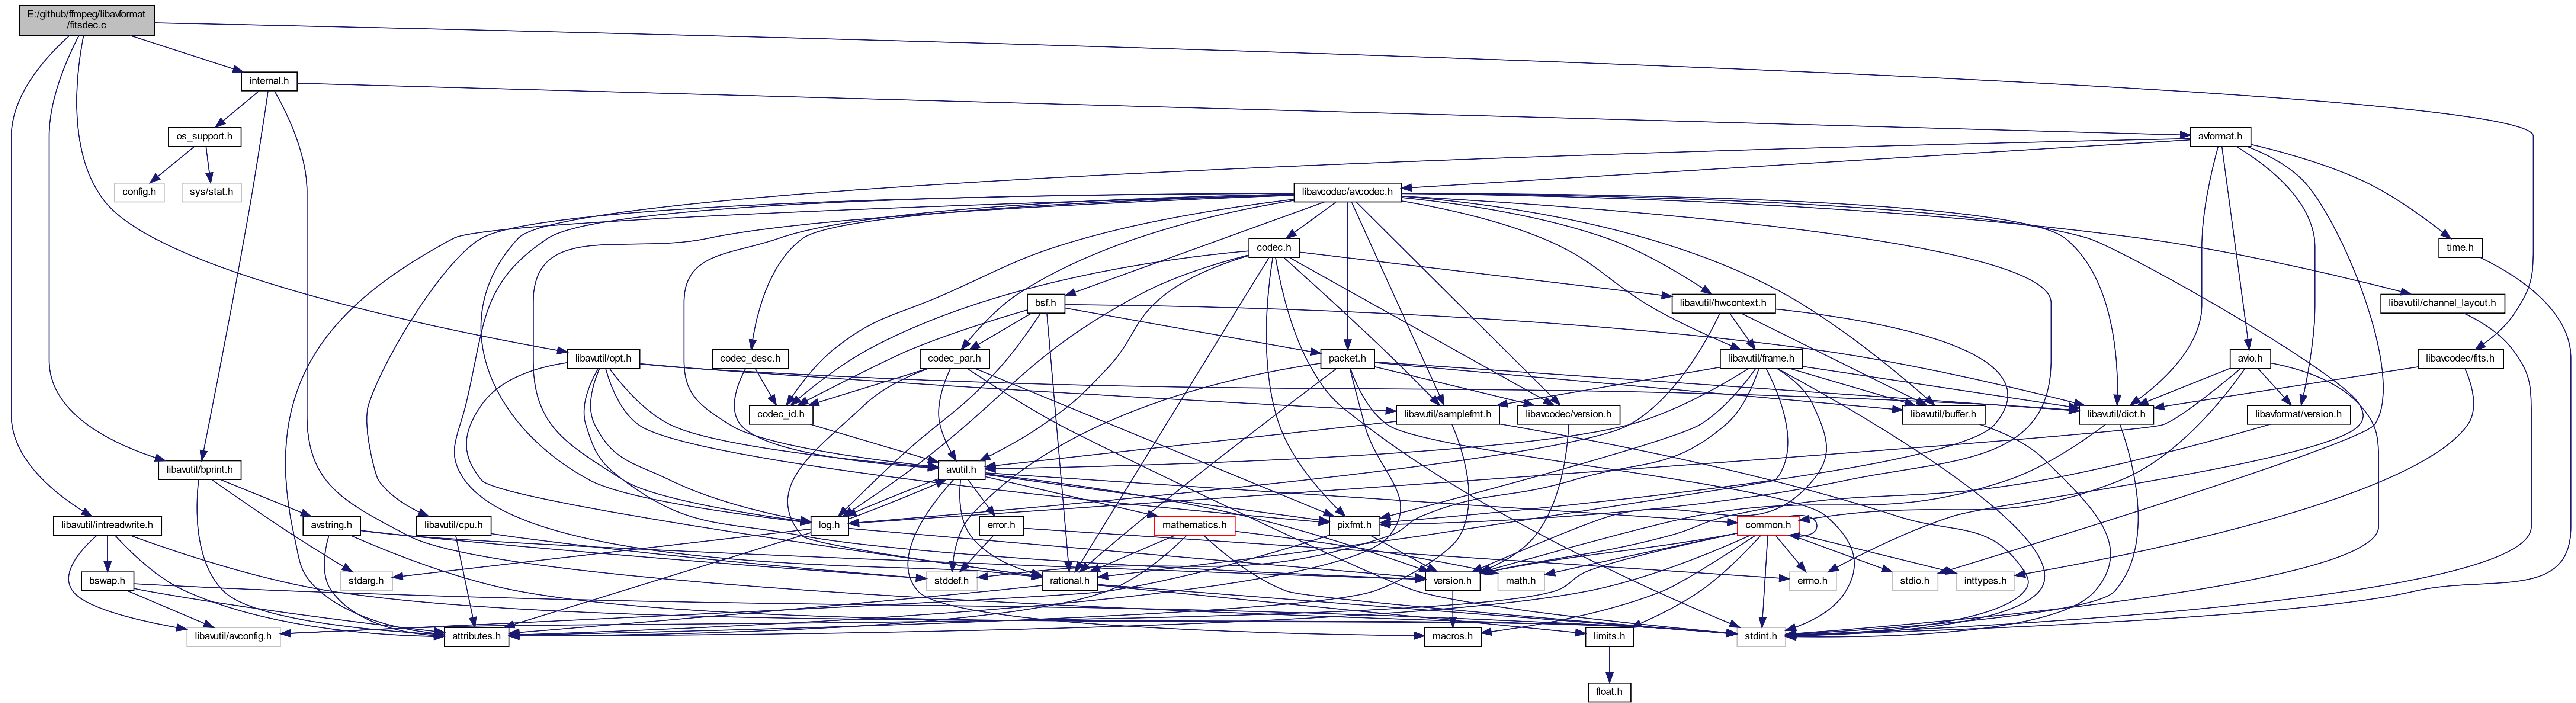 E:/github/ffmpeg/libavformat
/fitsdec.c
internal.h
os_support.h
avformat.h
config.h
sys/stat.h
libavcodec/avcodec.h
codec.h
time.h
bsf.h
libavutil/hwcontext.h
libavutil/channel_layout.h
libavutil/opt.h
codec_desc.h
codec_par.h
packet.h
libavutil/frame.h
avio.h
libavcodec/fits.h
codec_id.h
libavutil/samplefmt.h
libavcodec/version.h
libavutil/buffer.h
libavutil/dict.h
libavformat/version.h
libavutil/bprint.h
avutil.h
libavutil/intreadwrite.h
avstring.h
libavutil/cpu.h
log.h
error.h
mathematics.h
pixfmt.h
common.h
bswap.h
stdarg.h
stddef.h
rational.h
version.h
math.h
errno.h
stdio.h
inttypes.h
libavutil/avconfig.h
attributes.h
macros.h
limits.h
stdint.h
float.h